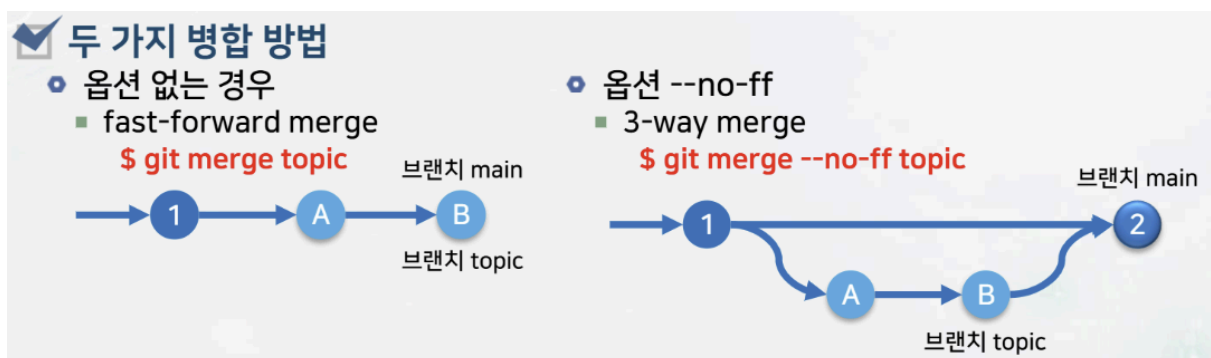 두 가지 병합 방법
옵션 없는 경우
fast-forward merge
$ git merge topic
브랜치 main
1
A
B
브랜치 topic
옵션 --no-ff
3-way merge
$ git merge --no-ff topic
브랜치 main
1
2
A
B
브랜치 topic